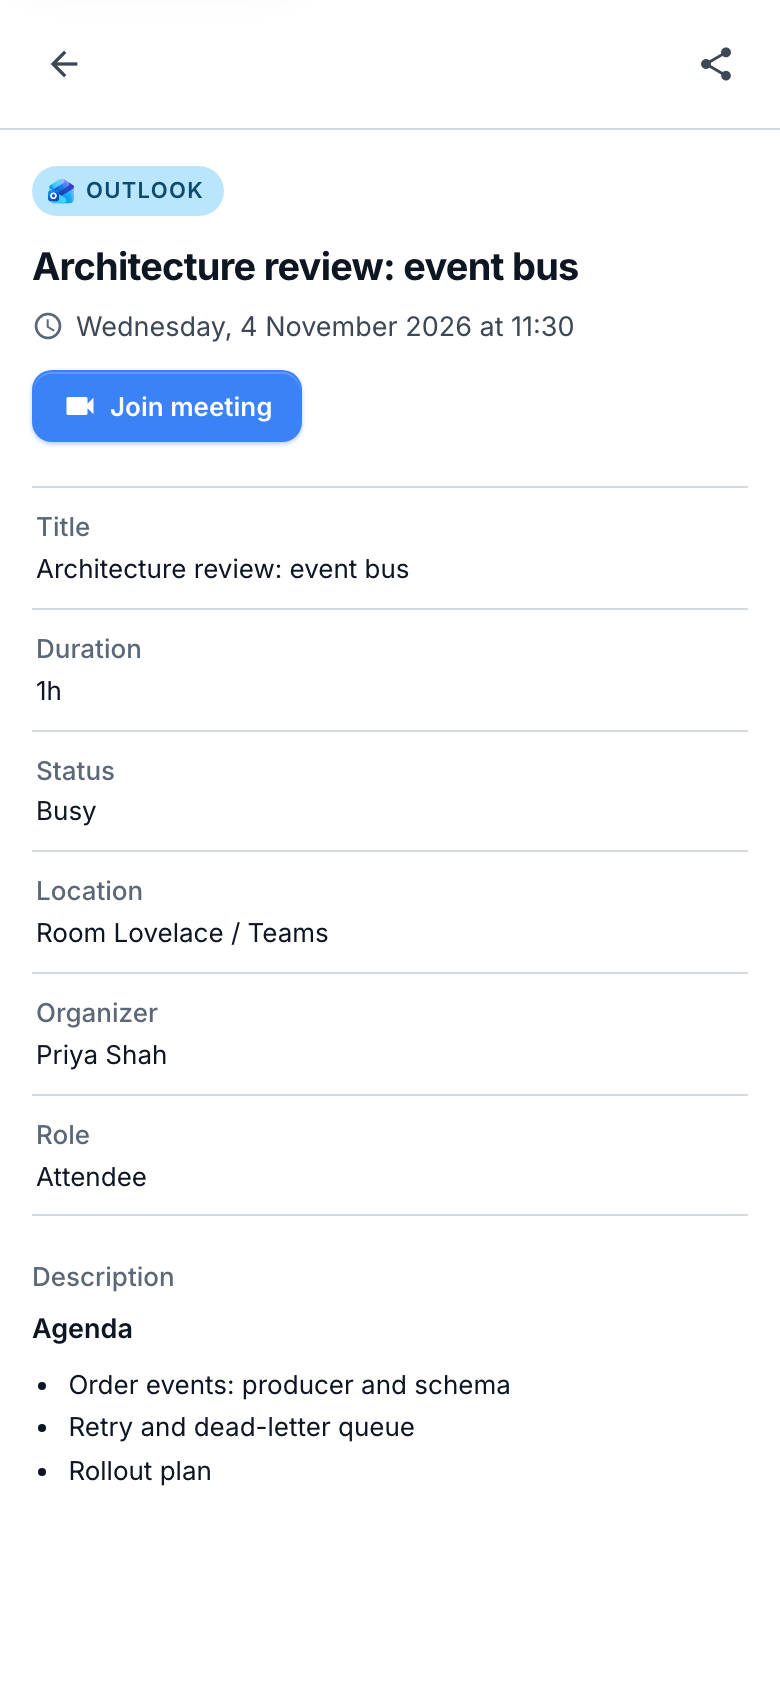 OUTLOOK
Architecture review: event bus
Wednesday, 4 November 2026 at 11:30
Join meeting
Title
Architecture review: event bus
Duration
1h
Status
Busy
Location
Room Lovelace / Teams
Organizer
Priya Shah
Role
Attendee
Description
Agenda
• Order events: producer and schema
• Retry and dead-letter queue
• Rollout plan